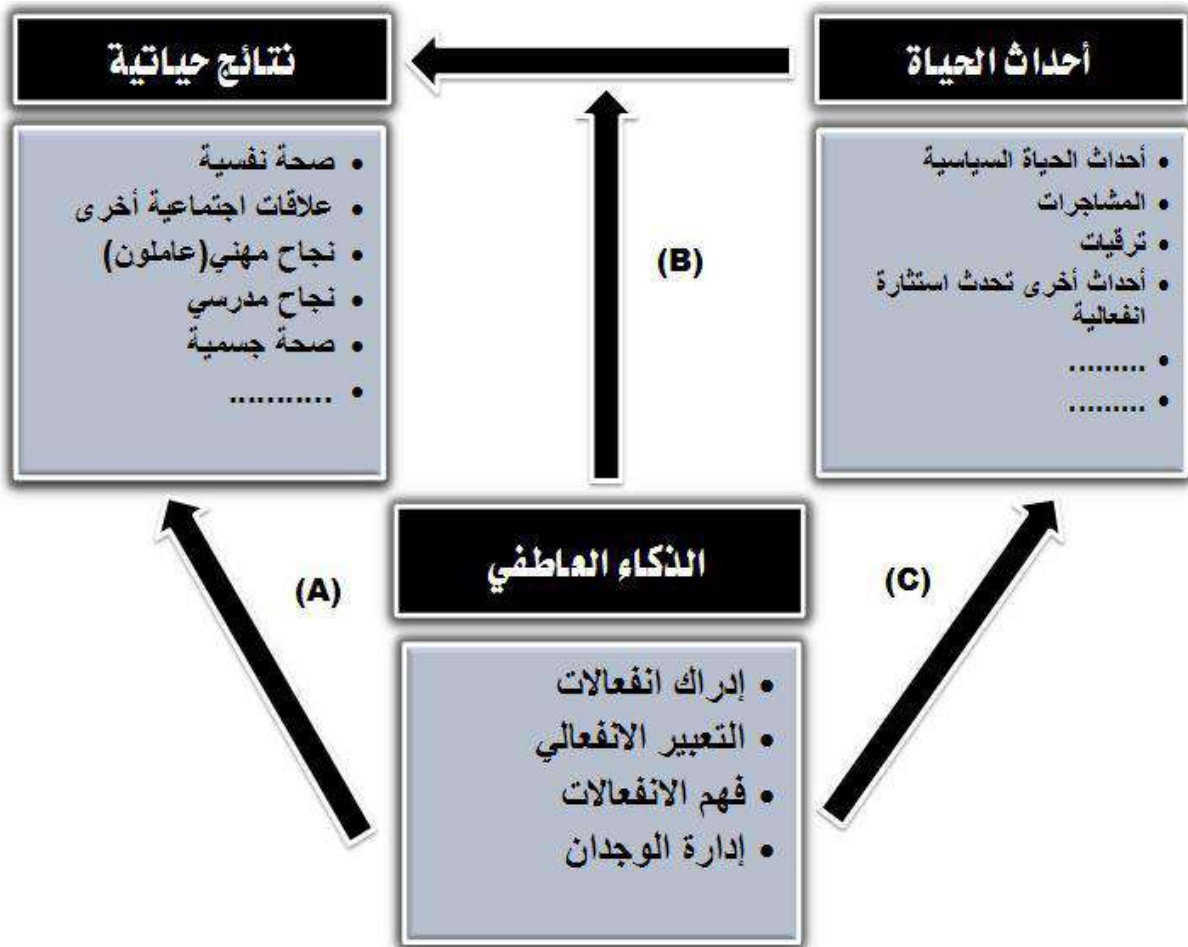 أحداث الحياة
• أحداث الحياة السياسية
• المشاجرات
• ترقيات
• أحداث أخرى تحدث استثارة
انفعالية
• .........
• .........
نتائج حياتية
• صحة نفسية
• علاقات اجتماعية أخرى
• نجاح مهني(عاملون)
• نجاح مدرسي
• صحة جسمية
• ...........
(B)
(C)
(A)
الذكاء العاطفي
• إدراك انفعالات
• التعبير الانفعالي
• فهم الانفعالات
• إدارة الوجدان